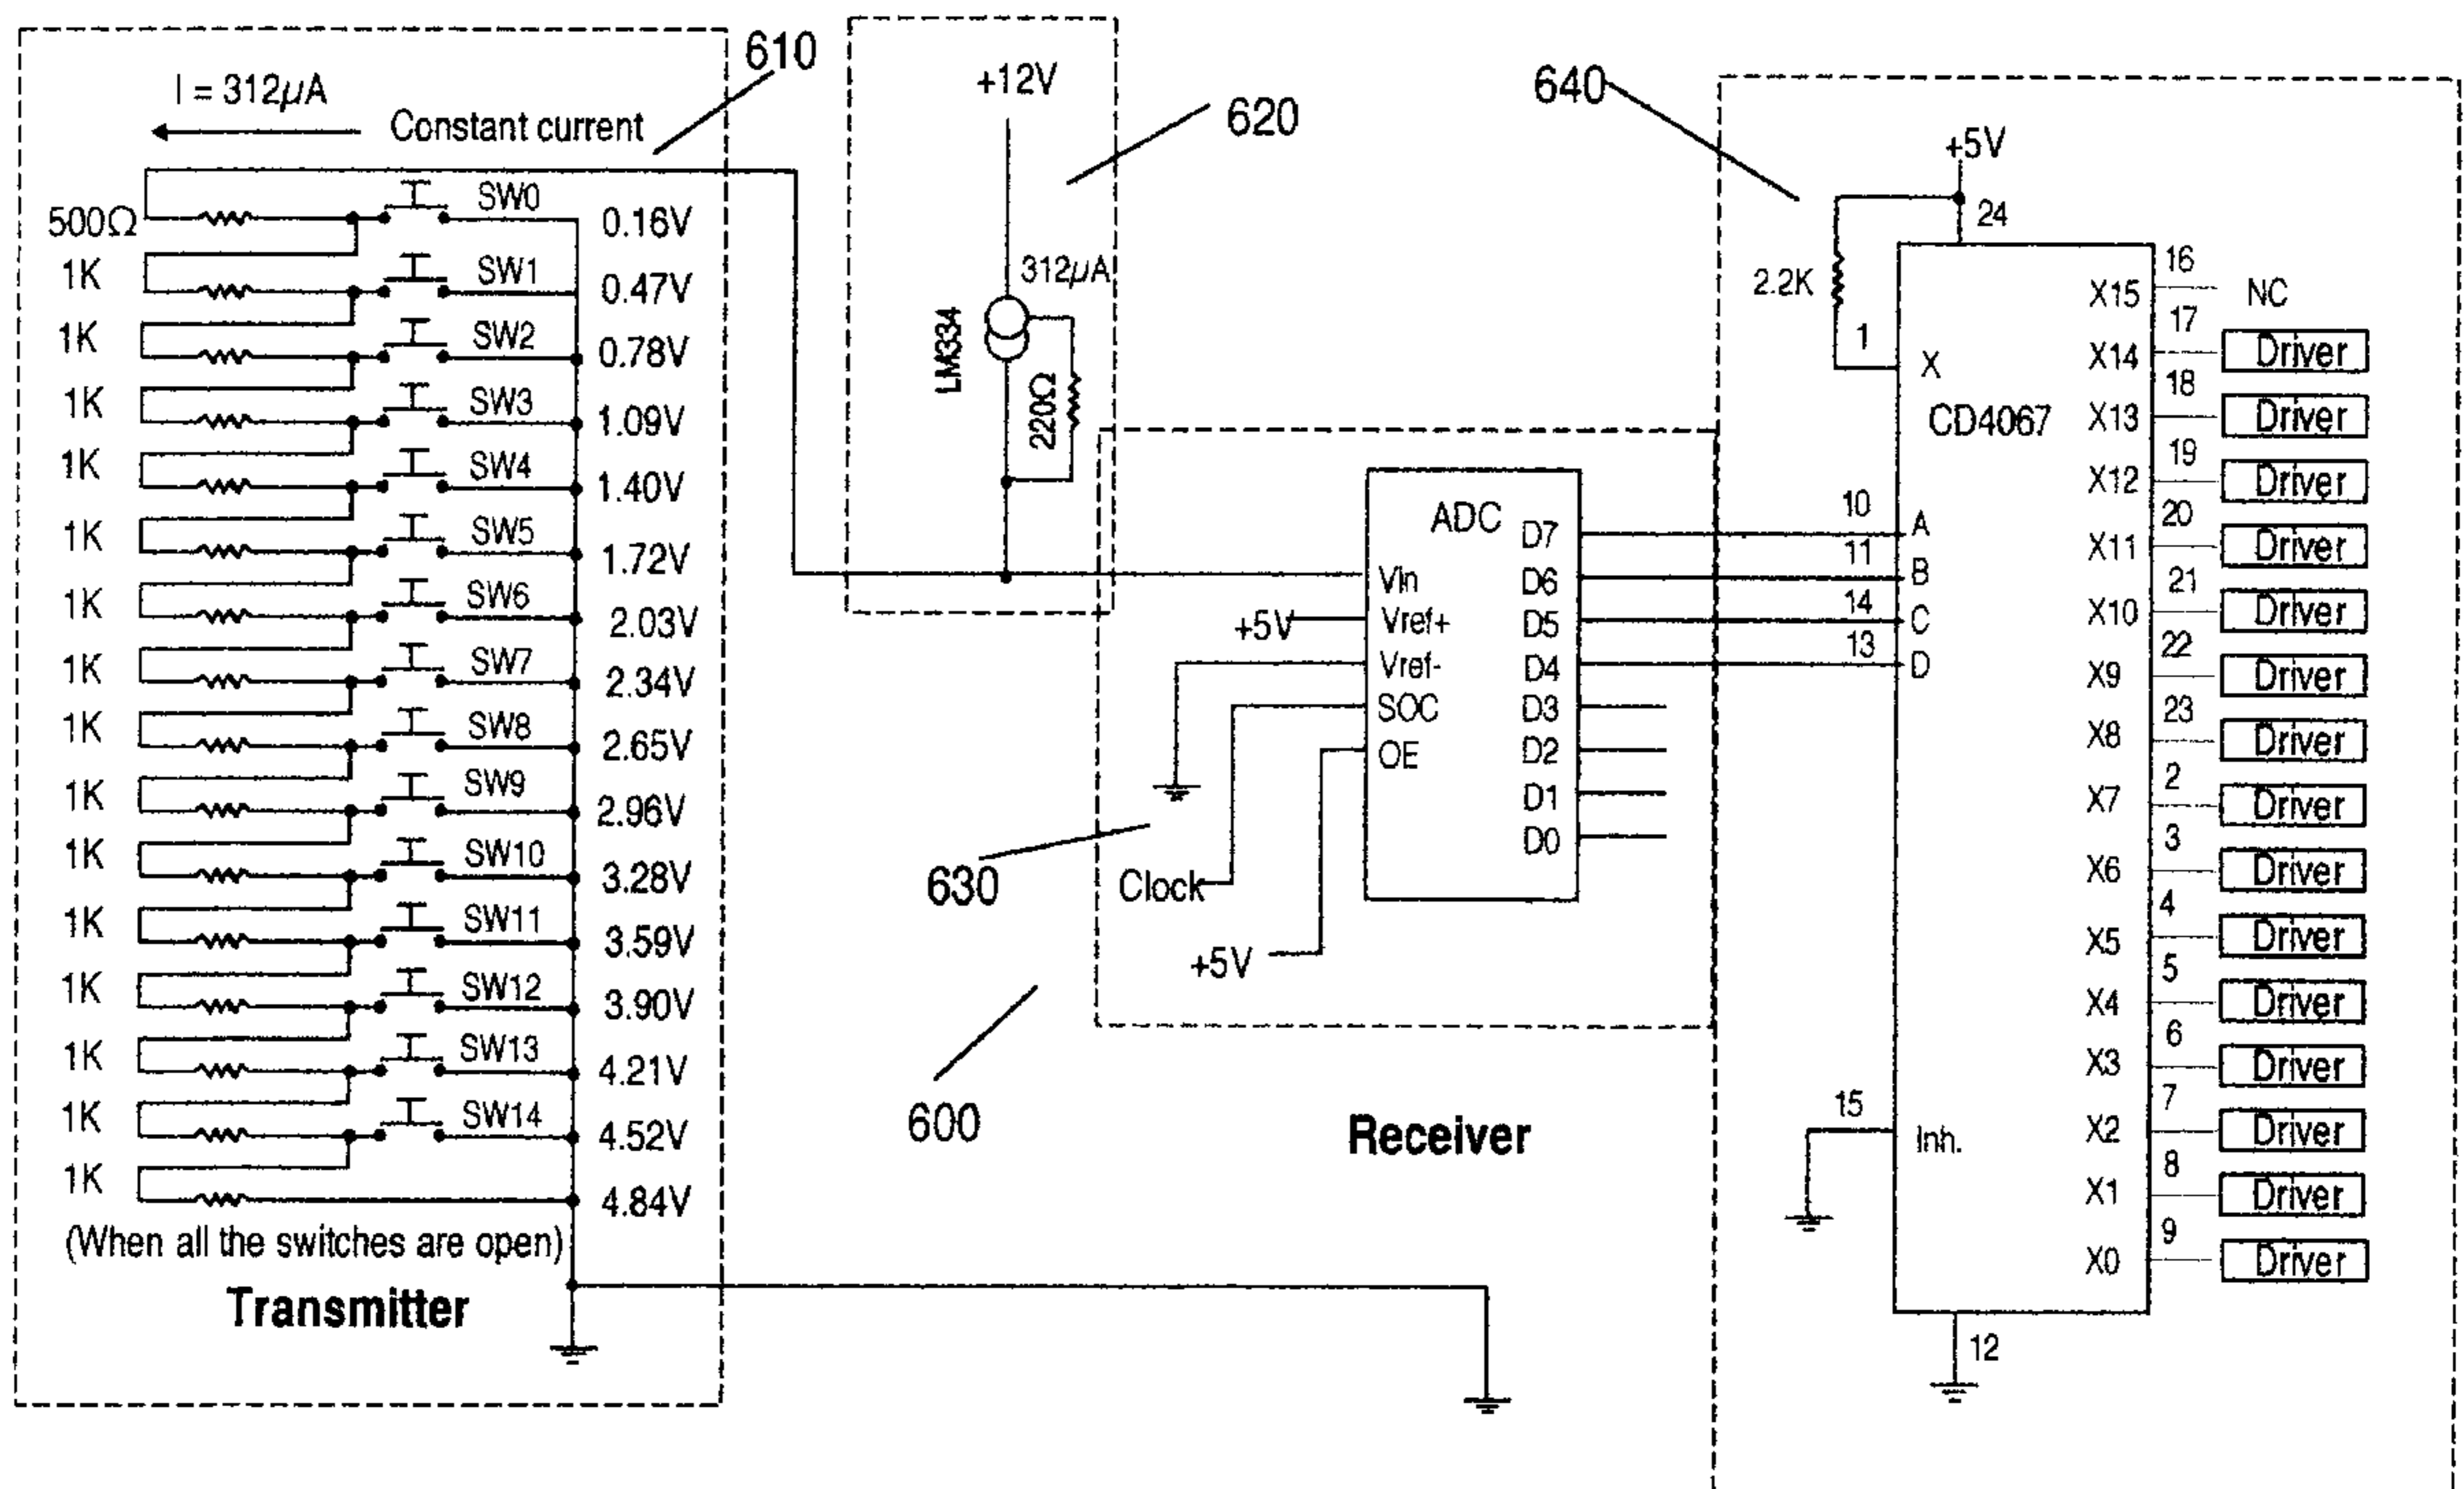 610
I = 312µA
Constant current
500Ω
SW0
0.16V
1K
SW1
0.47V
1K
SW2
0.78V
1K
SW3
1.09V
1K
SW4
1.40V
1K
SW5
1.72V
1K
SW6
2.03V
1K
SW7
2.34V
1K
SW8
2.65V
1K
SW9
2.96V
1K
SW10
3.28V
1K
SW11
3.59V
1K
SW12
3.90V
1K
SW13
4.21V
1K
SW14
4.52V
1K
4.84V
(When all the switches are open)
Transmitter
+12V
620
312µA
LM334
220Ω
ADC
Vin
Vref+
Vref-
SOC
OE
D7
D6
D5
D4
D3
D2
D1
D0
+5V
Clock
+5V
630
600
Receiver
640
+5V
24
2.2K
1
X
CD4067
10
A
11
B
14
C
13
D
15
Inh.
12
X15
16
NC
X14
17
Driver
X13
18
Driver
X12
19
Driver
X11
20
Driver
X10
21
Driver
X9
22
Driver
X8
23
Driver
X7
2
Driver
X6
3
Driver
X5
4
Driver
X4
5
Driver
X3
6
Driver
X2
7
Driver
X1
8
Driver
X0
9
Driver